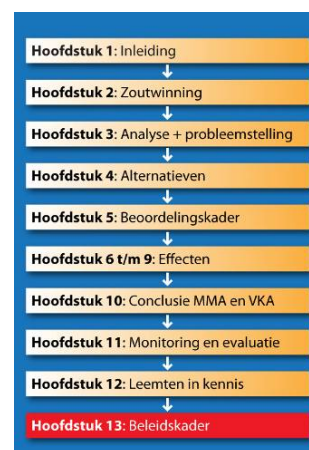 Hoofdstuk 1: Inleiding
Hoofdstuk 2: Zoutwinning
Hoofdstuk 3: Analyse + probleemstelling
Hoofdstuk 4: Alternatieven
Hoofdstuk 5: Beoordelingskader
Hoofdstuk 6 t/m 9: Effecten
Hoofdstuk 10: Conclusie MMA en VKA
Hoofdstuk 11: Monitoring en evaluatie
Hoofdstuk 12: Leemten in kennis
Hoofdstuk 13: Beleidskader